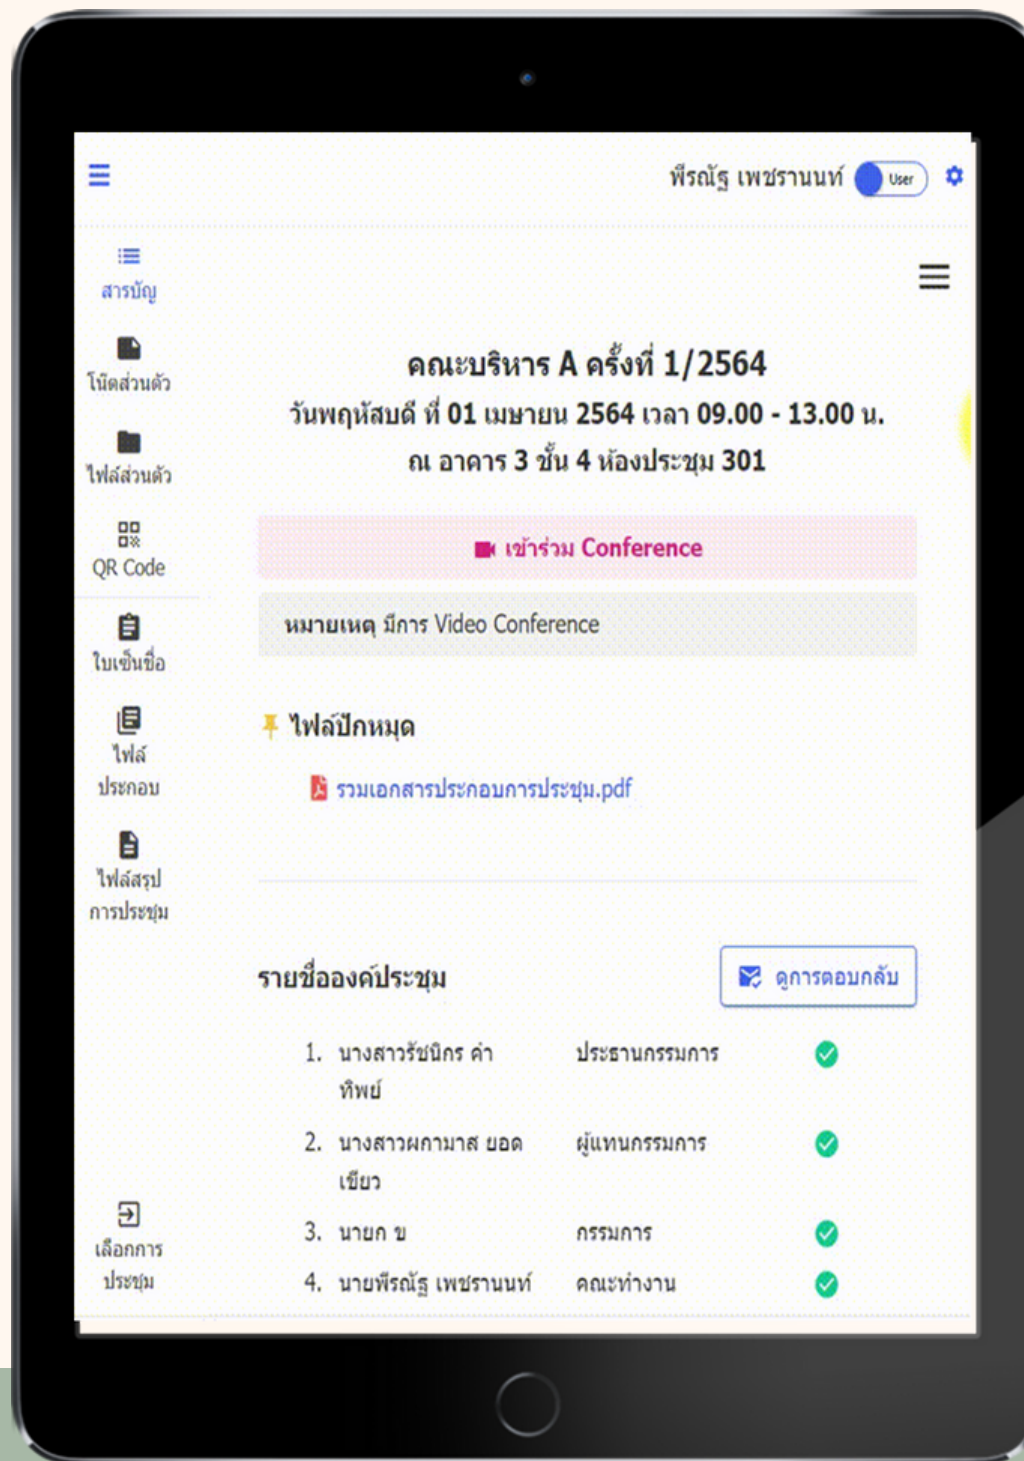 พีรณัฐ เพชรานนท์ User
สารบัญ
โน๊ตส่วนตัว
ไฟล์ส่วนตัว
QR Code
ใบเซ็นชื่อ
ไฟล์
ประกอบ
ไฟล์สรุป
การประชุม
เลือกการ
ประชุม
คณะบริหาร A ครั้งที่ 1/2564
วันพฤหัสบดี ที่ 01 เมษายน 2564 เวลา 09.00 - 13.00 น.
ณ อาคาร 3 ชั้น 4 ห้องประชุม 301
เข้าร่วม Conference
หมายเหตุ มีการ Video Conference
ไฟล์ปักหมุด
รวมเอกสารประกอบการประชุม.pdf
รายชื่อองค์ประชุม ดูการตอบกลับ
1. นางสาวรัชนิกร คำ ประธานกรรมการ
ทิพย์
2. นางสาวผกามาส ยอด ผู้แทนกรรมการ
เขียว
3. นายก ข กรรมการ
4. นายพีรณัฐ เพชรานนท์ คณะทำงาน